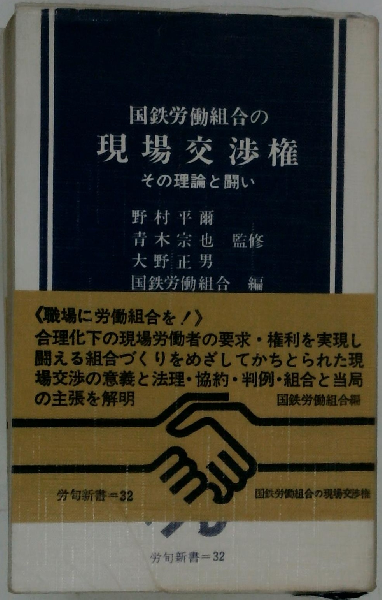 国鉄労働組合の
現場交渉権
その理論と闘い
野村平爾
青木宗也 監修
大野正男
国鉄労働組合 編
《職場に労働組合を！》
合理化下の現場労働者の要求・権利を実現し
闘える組合づくりをめざしてかちとられた現
場交渉の意義と法理・協約・判例・組合と当局
の主張を解明
国鉄労働組合編
労旬新書＝32
国鉄労働組合の現場交渉権
労旬新書＝32